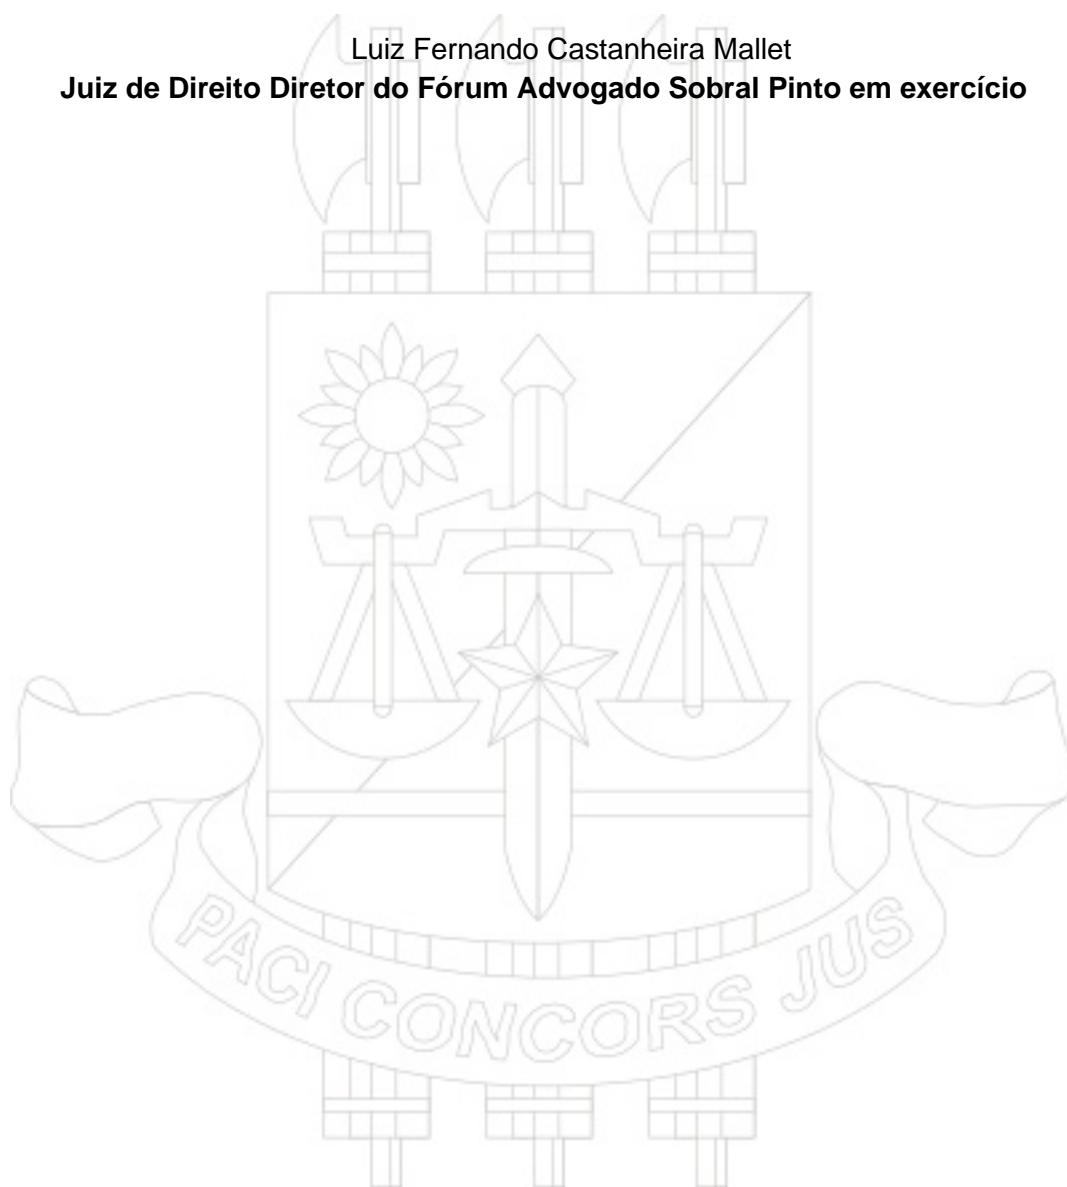 Luiz Fernando Castanheira Mallet
Juiz de Direito Diretor do Fórum Advogado Sobral Pinto em exercício
PACI CONCORS JUS